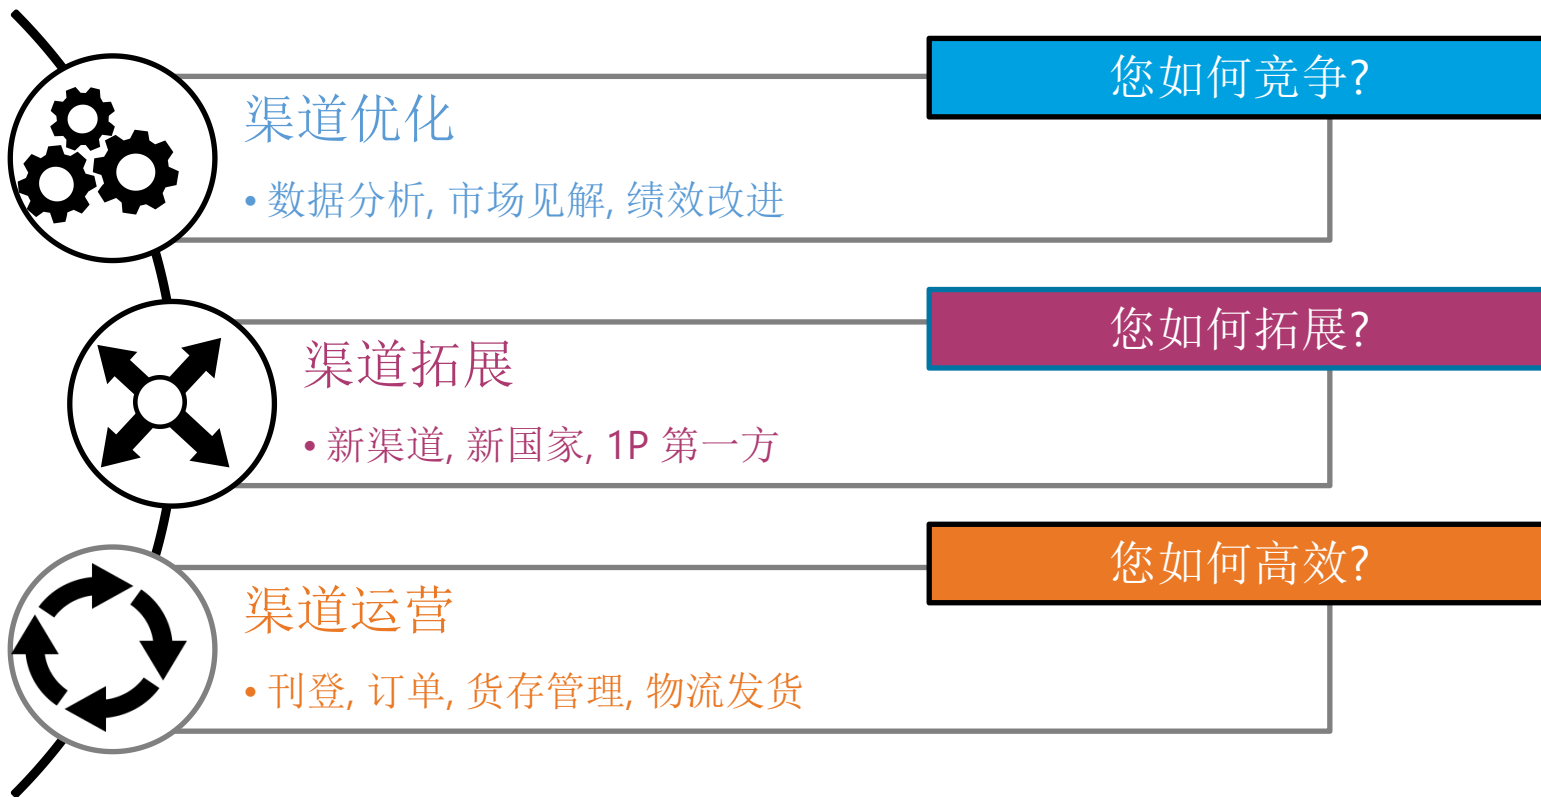 您如何竞争?
渠道优化
• 数据分析, 市场见解, 绩效改进
您如何拓展?
渠道拓展
• 新渠道, 新国家, 1P 第一方
您如何高效?
渠道运营
• 刊登, 订单, 货存管理, 物流发货